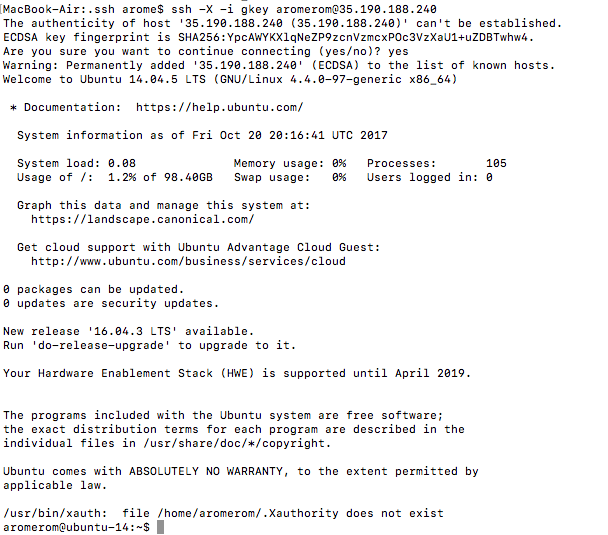 MacBook-Air:.ssh arome$ ssh -X -i gkey aromerom@35.190.188.240
The authenticity of host '35.190.188.240 (35.190.188.240)' can't be established.
ECDSA key fingerprint is SHA256:YpcAWYKXlqNeZP9zcnVzmcxPOc3VzXaU1+uZDBTwhw4.
Are you sure you want to continue connecting (yes/no)? yes
Warning: Permanently added '35.190.188.240' (ECDSA) to the list of known hosts.
Welcome to Ubuntu 14.04.5 LTS (GNU/Linux 4.4.0-97-generic x86_64)
* Documentation:  https://help.ubuntu.com/
System information as of Fri Oct 20 20:16:41 UTC 2017
System load: 0.08 Memory usage: 0% Processes: 105
Usage of /: 1.2% of 98.40GB Swap usage: 0% Users logged in: 0
Graph this data and manage this system at:
https://landscape.canonical.com/
Get cloud support with Ubuntu Advantage Cloud Guest:
http://www.ubuntu.com/business/services/cloud
0 packages can be updated.
0 updates are security updates.
New release '16.04.3 LTS' available.
Run 'do-release-upgrade' to upgrade to it.
Your Hardware Enablement Stack (HWE) is supported until April 2019.
The programs included with the Ubuntu system are free software;
the exact distribution terms for each program are described in the
individual files in /usr/share/doc/*/copyright.
Ubuntu comes with ABSOLUTELY NO WARRANTY, to the extent permitted by
applicable law.
/usr/bin/xauth:  file /home/aromerom/.Xauthority does not exist
aromerom@ubuntu-14:~$